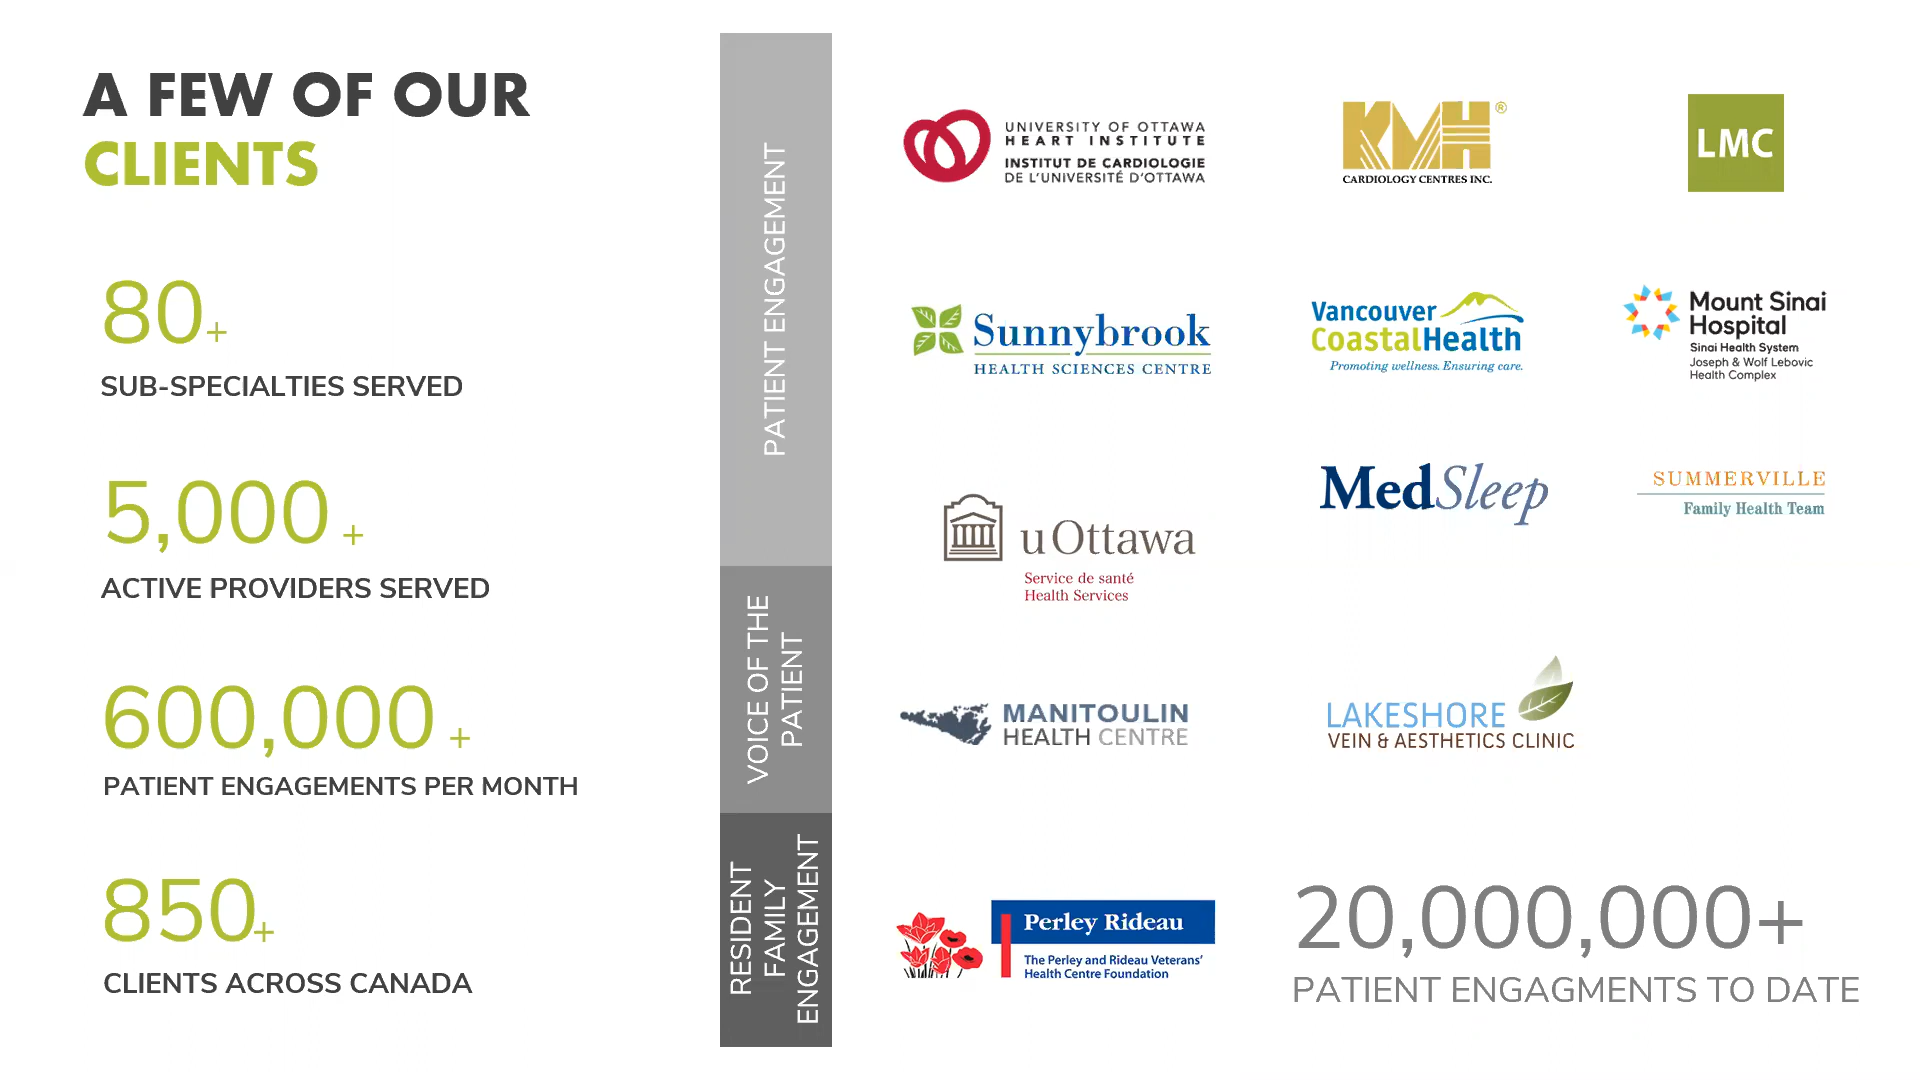 A FEW OF OUR
CLIENTS
80+
SUB-SPECIALTIES SERVED
5,000 +
ACTIVE PROVIDERS SERVED
600,000 +
PATIENT ENGAGEMENTS PER MONTH
850+
CLIENTS ACROSS CANADA
PATIENT ENGAGEMENT
VOICE OF THE
PATIENT
RESIDENT
FAMILY
ENGAGEMENT
UNIVERSITY OF OTTAWA
HEART INSTITUTE
INSTITUT DE CARDIOLOGIE
DE L'UNIVERSITÉ D'OTTAWA
KMH®
CARDIOLOGY CENTRES INC.
LMC
Sunnybrook
HEALTH SCIENCES CENTRE
Vancouver
CoastalHealth
Promoting wellness. Ensuring care.
Mount Sinai
Hospital
Sinai Health System
Joseph & Wolf Lebovic
Health Complex
uOttawa
Service de santé
Health Services
MedSleep
SUMMERVILLE
Family Health Team
MANITOULIN
HEALTH CENTRE
LAKESHORE
VEIN & AESTHETICS CLINIC
Perley Rideau
The Perley and Rideau Veterans'
Health Centre Foundation
20,000,000+
PATIENT ENGAGMENTS TO DATE